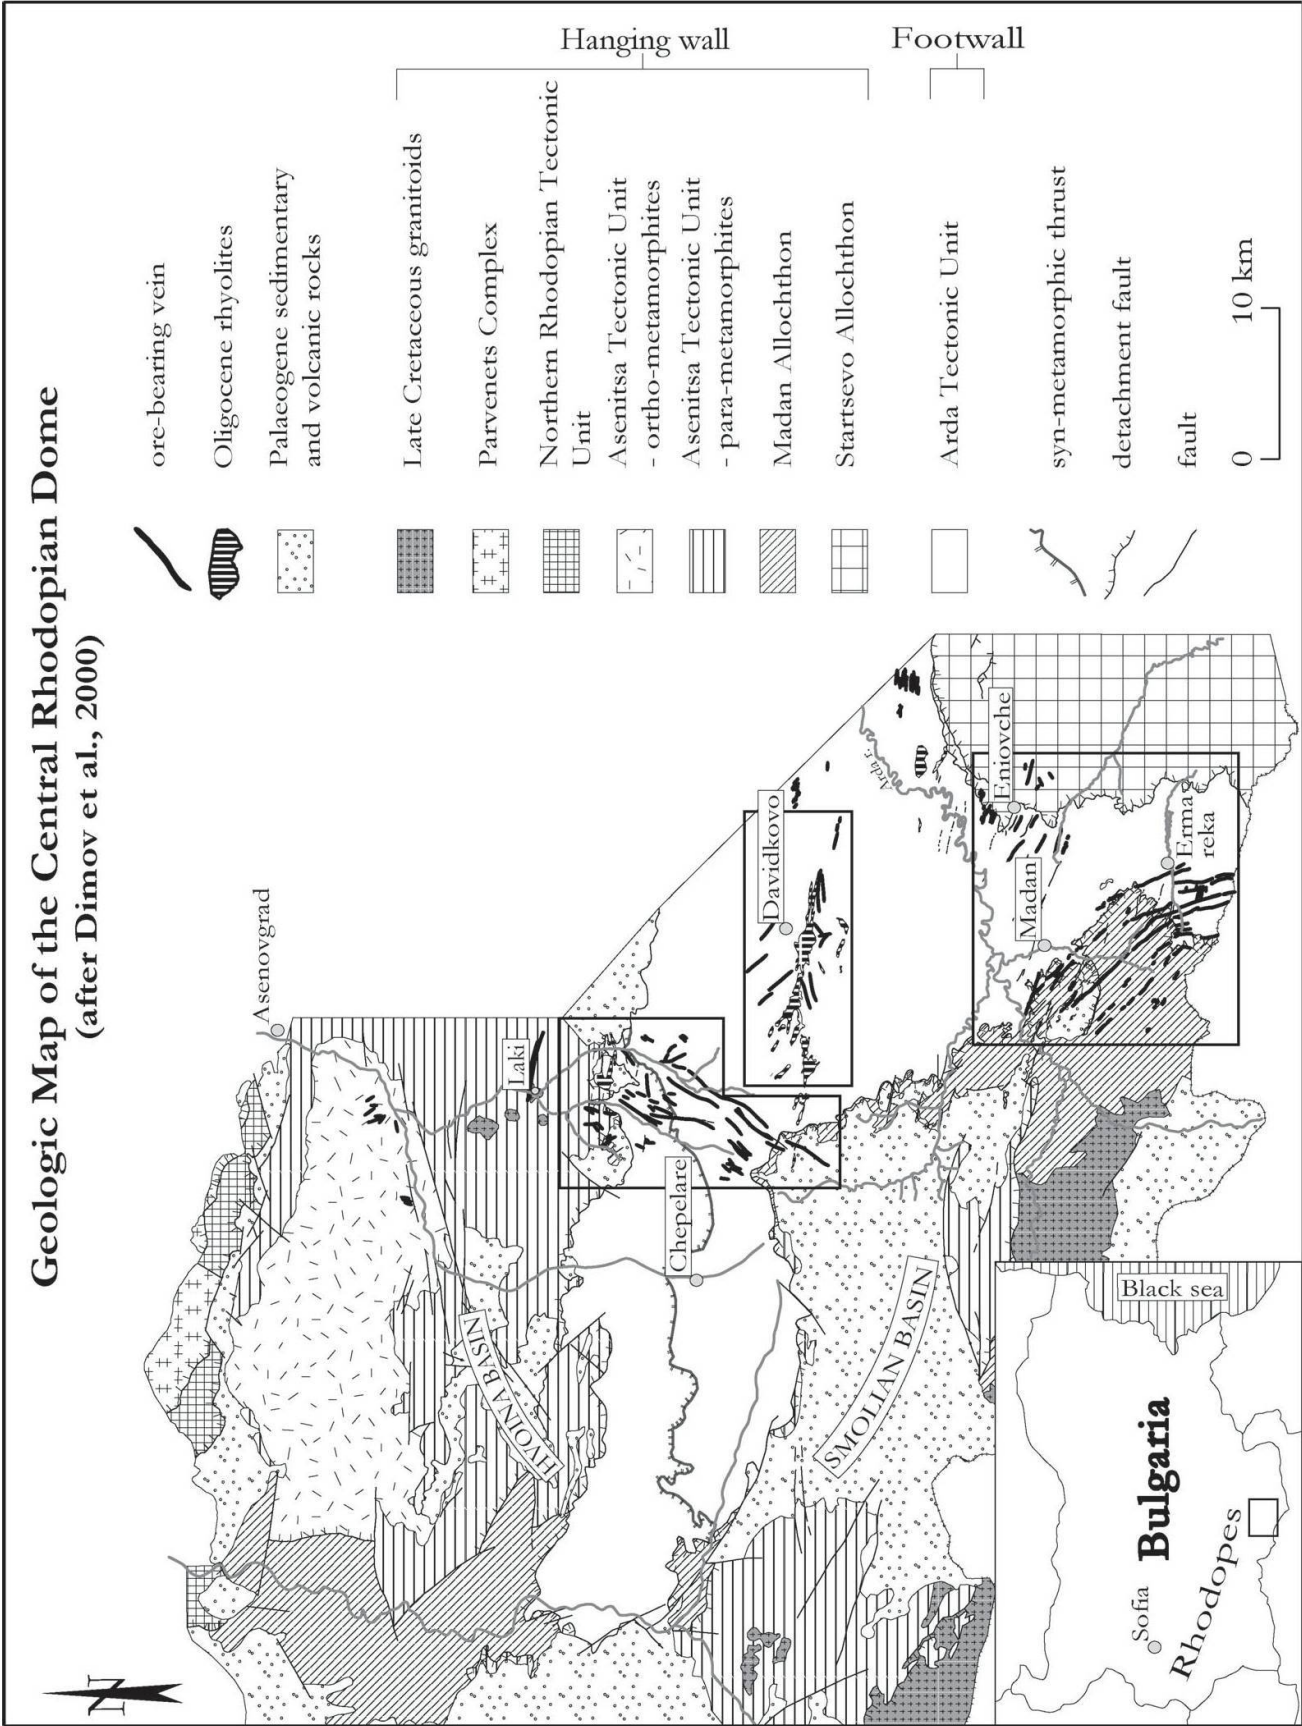 Geologic Map of the Central Rhodopian Dome
(after Dimov et al., 2000)
N
ore-bearing vein
Oligocene rhyolites
Palaeogene sedimentary
and volcanic rocks
Hanging wall
Late Cretaceous granitoids
Parvenets Complex
Northern Rhodopian Tectonic
Unit
Asenitsa Tectonic Unit
- ortho-metamorphites
Asenitsa Tectonic Unit
- para-metamorphites
Madan Allochthon
Startsevo Allochthon
Footwall
Arda Tectonic Unit
syn-metamorphic thrust
detachment fault
fault
0 10 km
Asenovgrad
Laki
HVOINA BASIN
Chepelare
Davidkovo
Arda r.
SMOLIAN BASIN
Eniovche
Madan
Erma
reka
Black sea
Bulgaria
Sofia
Rhodopes